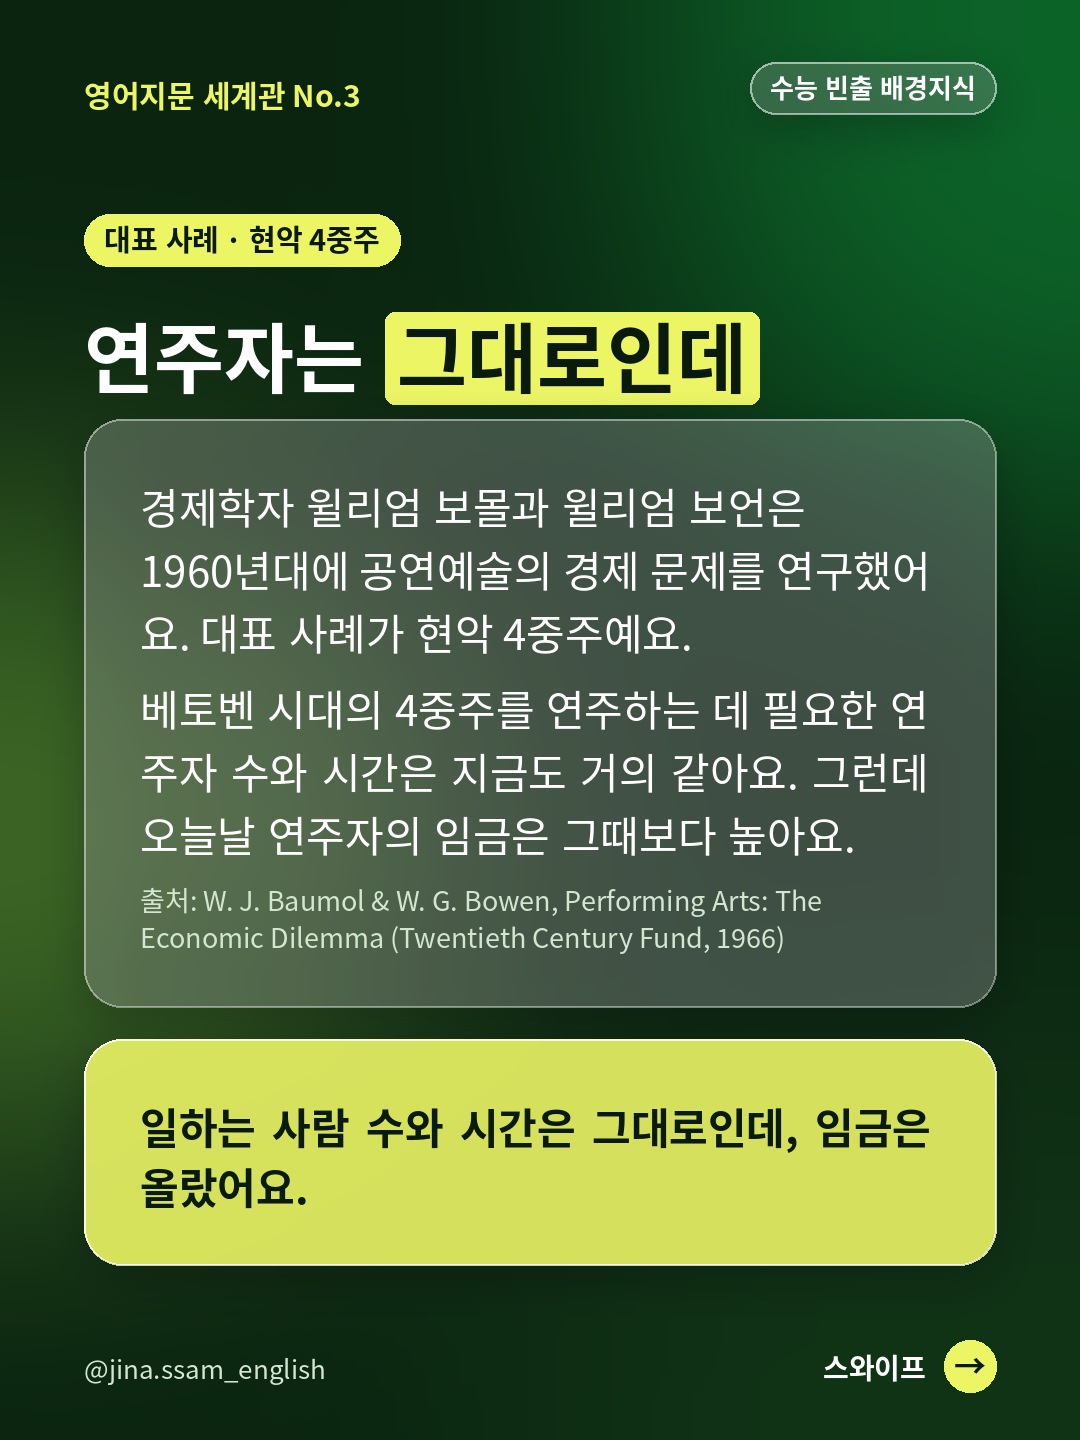 영어지문 세계관 No.3
수능 빈출 배경지식
대표 사례 · 현악 4중주
연주자는 그대로인데
경제학자 윌리엄 보몰과 윌리엄 보언은
1960년대에 공연예술의 경제 문제를 연구했어
요. 대표 사례가 현악 4중주예요.
베토벤 시대의 4중주를 연주하는 데 필요한 연
주자 수와 시간은 지금도 거의 같아요. 그런데
오늘날 연주자의 임금은 그때보다 높아요.
출처: W. J. Baumol & W. G. Bowen, Performing Arts: The
Economic Dilemma (Twentieth Century Fund, 1966)
일하는 사람 수와 시간은 그대로인데, 임금은
올랐어요.
@jina.ssam_english
스와이프 →